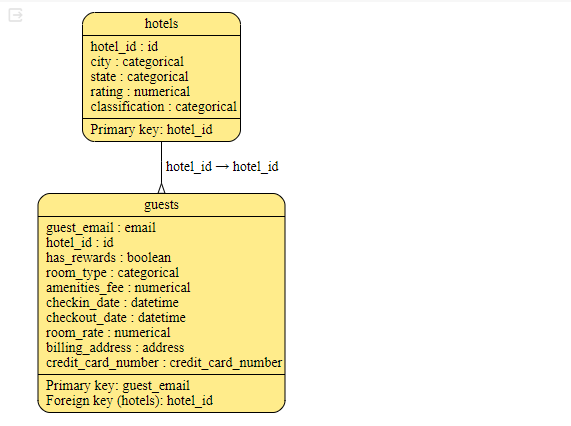 hotels
hotel_id : id
city : categorical
state : categorical
rating : numerical
classification : categorical
Primary key: hotel_id
hotel_id → hotel_id
guests
guest_email : email
hotel_id : id
has_rewards : boolean
room_type : categorical
amenities_fee : numerical
checkin_date : datetime
checkout_date : datetime
room_rate : numerical
billing_address : address
credit_card_number : credit_card_number
Primary key: guest_email
Foreign key (hotels): hotel_id